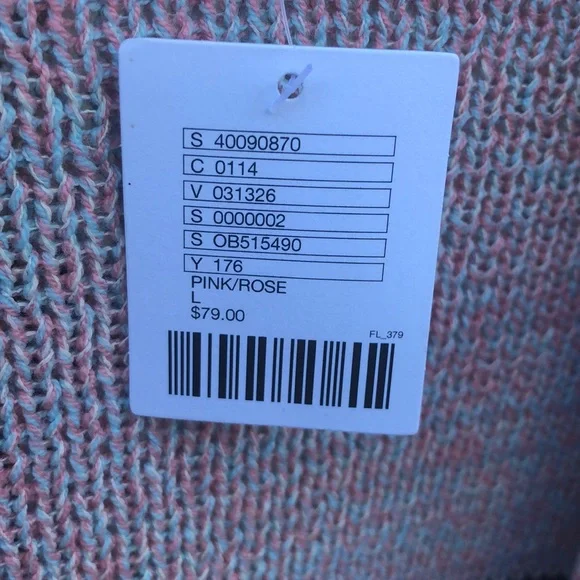 S 40090870
C 0114
V 031326
S 0000002
S OB515490
Y 176
PINK/ROSE
L
$79.00
FL_379